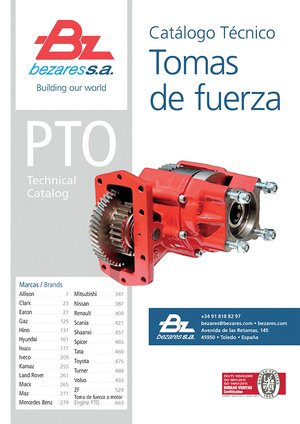 BZ
bezares s.a.
Building our world
Catálogo Técnico
Tomas
de fuerza
PTO
Technical
Catalog
Marcas / Brands
Allison 7
Clark 23
Eaton 27
Gaz 125
Hino 131
Hyundai 161
Isuzu 177
Iveco 209
Kamaz 255
Land Rover 261
Mack 265
Maz 271
Mercedes Benz 279
Mitsubishi 347
Nissan 387
Renault 409
Scania 421
Shaanxi 457
Spicer 465
Tata 469
Toyota 475
Turner 489
Volvo 493
ZF 529
Toma de fuerza a motor
Engine PTO 663
BZ
bezares s.a.
+34 91 818 82 97
bezares@bezares.com • bezares.com
Avenida de las Retamas, 145
45950 • Toledo • España
BUREAU VERITAS
Certification